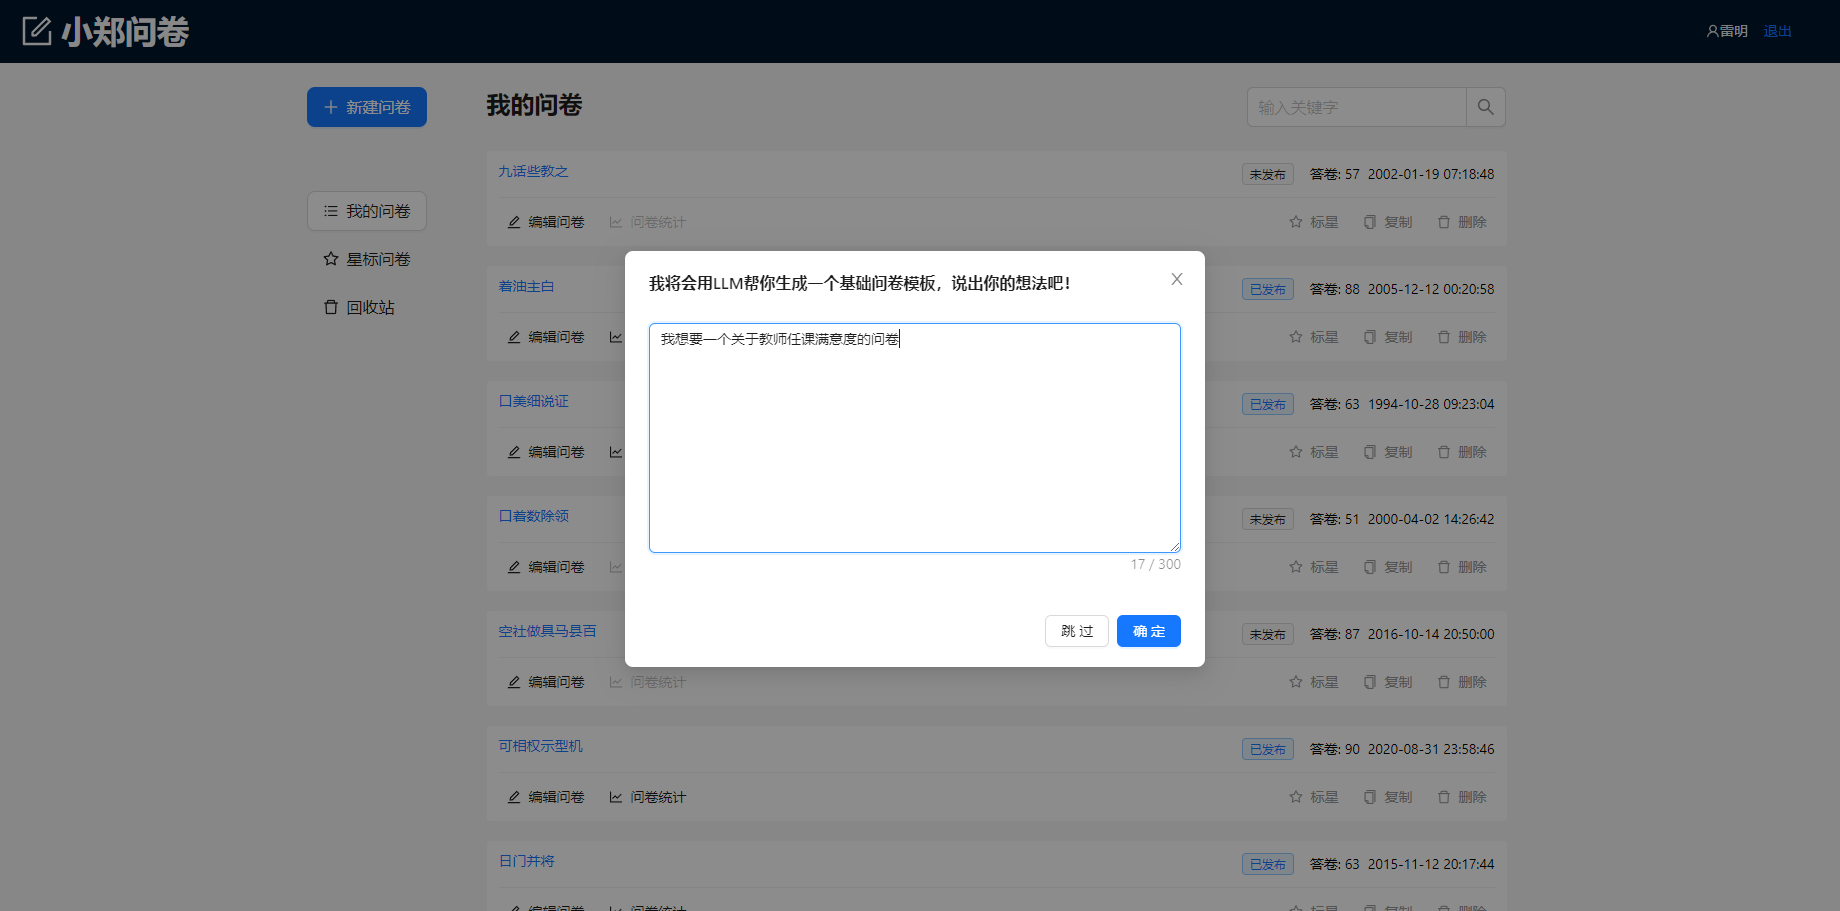 小郑问卷
雷明 退出
新建问卷
我的问卷
输入关键字
我的问卷
星标问卷
回收站
九话些教之
未发布 答卷: 57 2002-01-19 07:18:48
编辑问卷 问卷统计 标星 复制 删除
着油主白
已发布 答卷: 88 2005-12-12 00:20:58
编辑问卷 标星 复制 删除
口美细说证
已发布 答卷: 63 1994-10-28 09:23:04
编辑问卷 标星 复制 删除
口着数除领
未发布 答卷: 51 2000-04-02 14:26:42
编辑问卷 标星 复制 删除
空社做具马县百
未发布 答卷: 87 2016-10-14 20:50:00
编辑问卷 问卷统计 标星 复制 删除
可相权示型机
已发布 答卷: 90 2020-08-31 23:58:46
编辑问卷 问卷统计 标星 复制 删除
日门并将
已发布 答卷: 63 2015-11-12 20:17:44
编辑问卷 问卷统计 标星 复制 删除
我将会用LLM帮你生成一个基础问卷模板，说出你的想法吧！
我想要一个关于教师任课满意度的问卷
17 / 300
跳 过 确 定